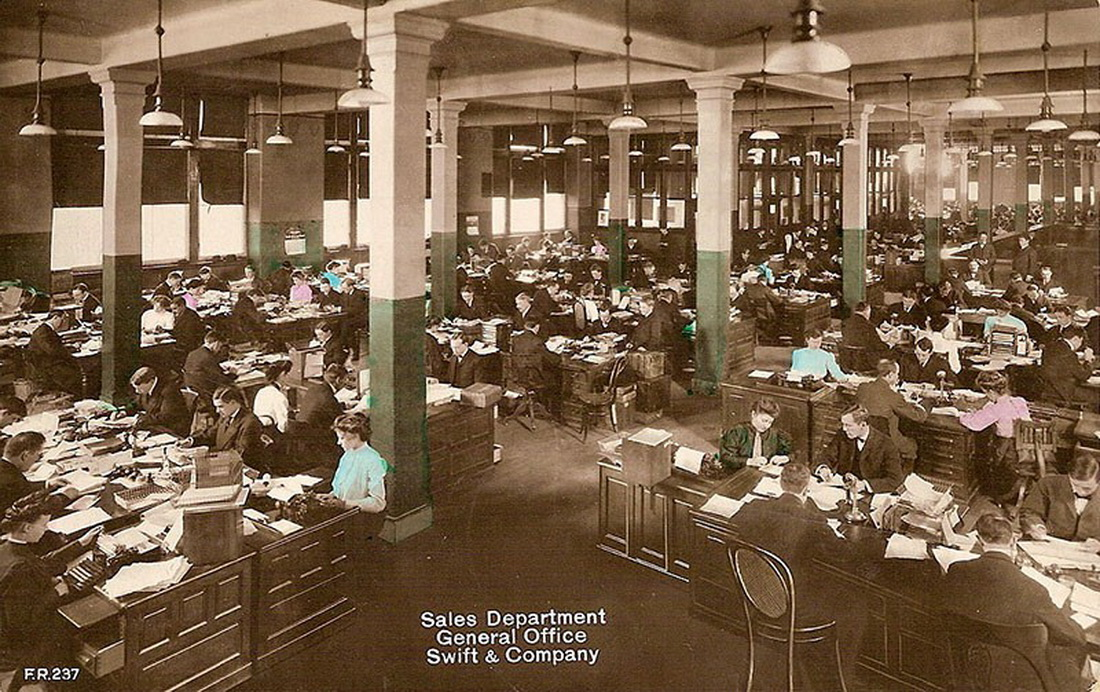 Sales Department
General Office
Swift & Company
F.R.237